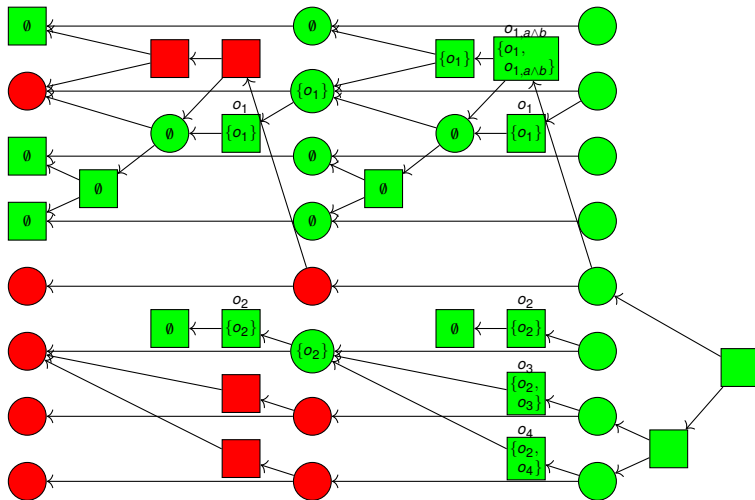 ∅
∅
o₁,ₐ∧ᵦ
{o₁}
{o₁,
o₁,ₐ∧ᵦ}
{o₁}
o₁
o₁
∅
{o₁}
∅
{o₁}
∅
∅
∅
∅
∅
∅
o₂
o₂
∅
{o₂}
∅
{o₂}
{o₂}
o₃
{o₂,
o₃}
o₄
{o₂,
o₄}